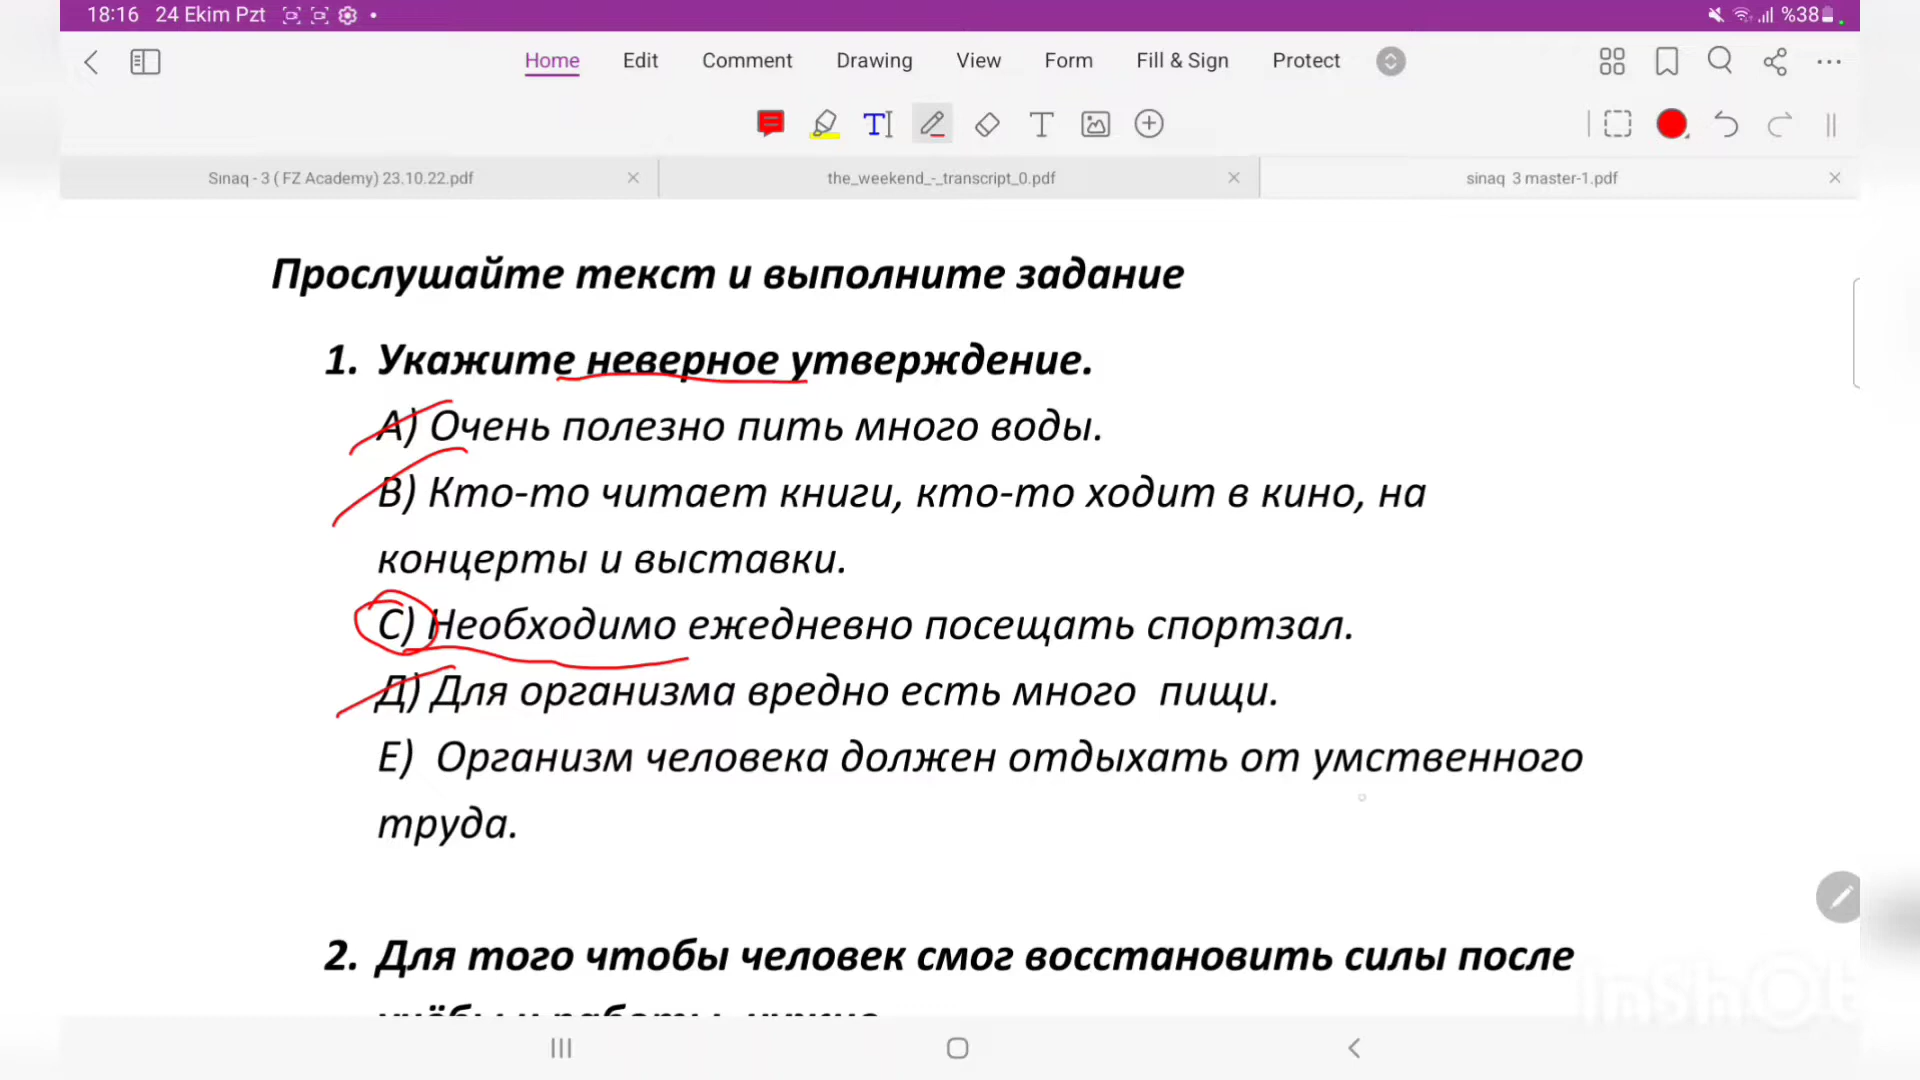 18:16 24 Ekim Pzt %38
Home Edit Comment Drawing View Form Fill & Sign Protect
Sınaq - 3 ( FZ Academy) 23.10.22.pdf the_weekend_-_transcript_0.pdf sinaq 3 master-1.pdf
Прослушайте текст и выполните задание
1. Укажите неверное утверждение.
А) Очень полезно пить много воды.
В) Кто-то читает книги, кто-то ходит в кино, на
концерты и выставки.
С) Необходимо ежедневно посещать спортзал.
Д) Для организма вредно есть много пищи.
Е) Организм человека должен отдыхать от умственного
труда.
2. Для того чтобы человек смог восстановить силы после
учёбы и работы, нужно
InShOt